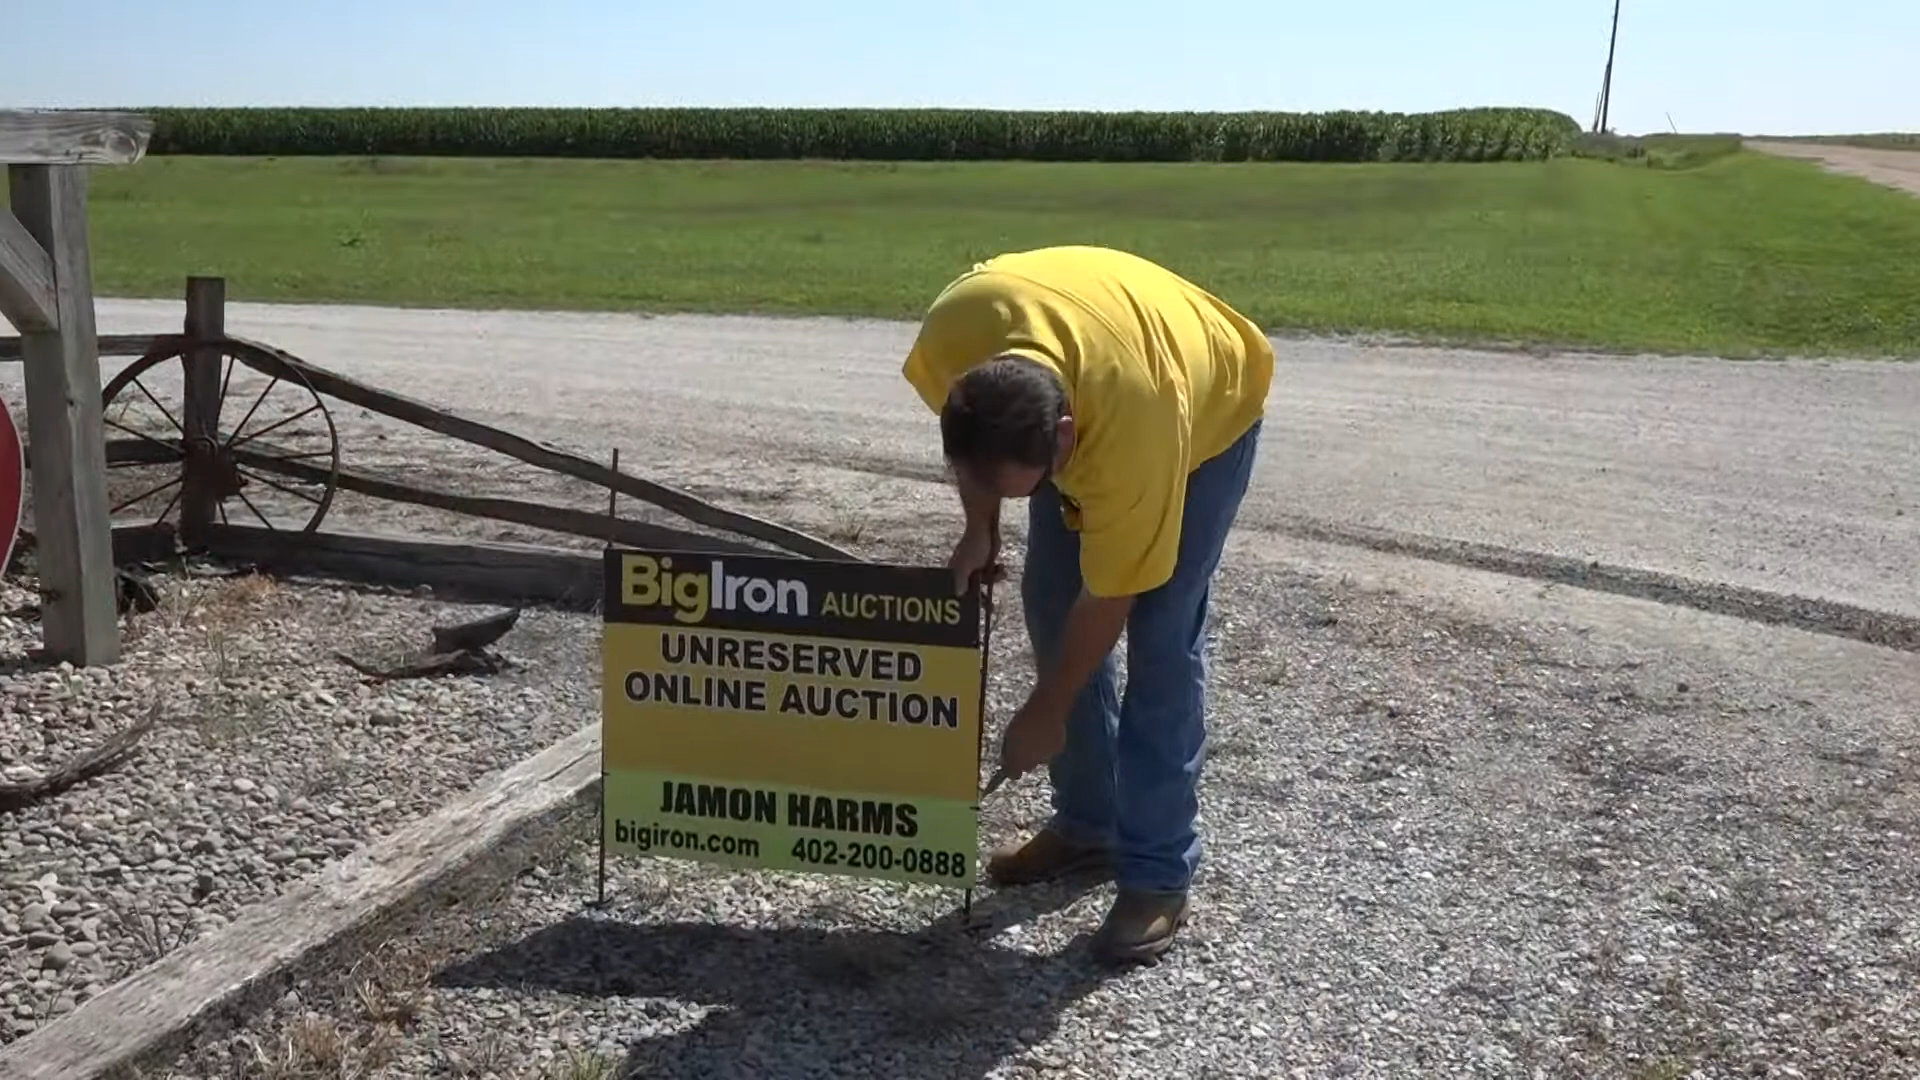 BigIron AUCTIONS
UNRESERVED
ONLINE AUCTION
JAMON HARMS
bigiron.com 402-200-0888